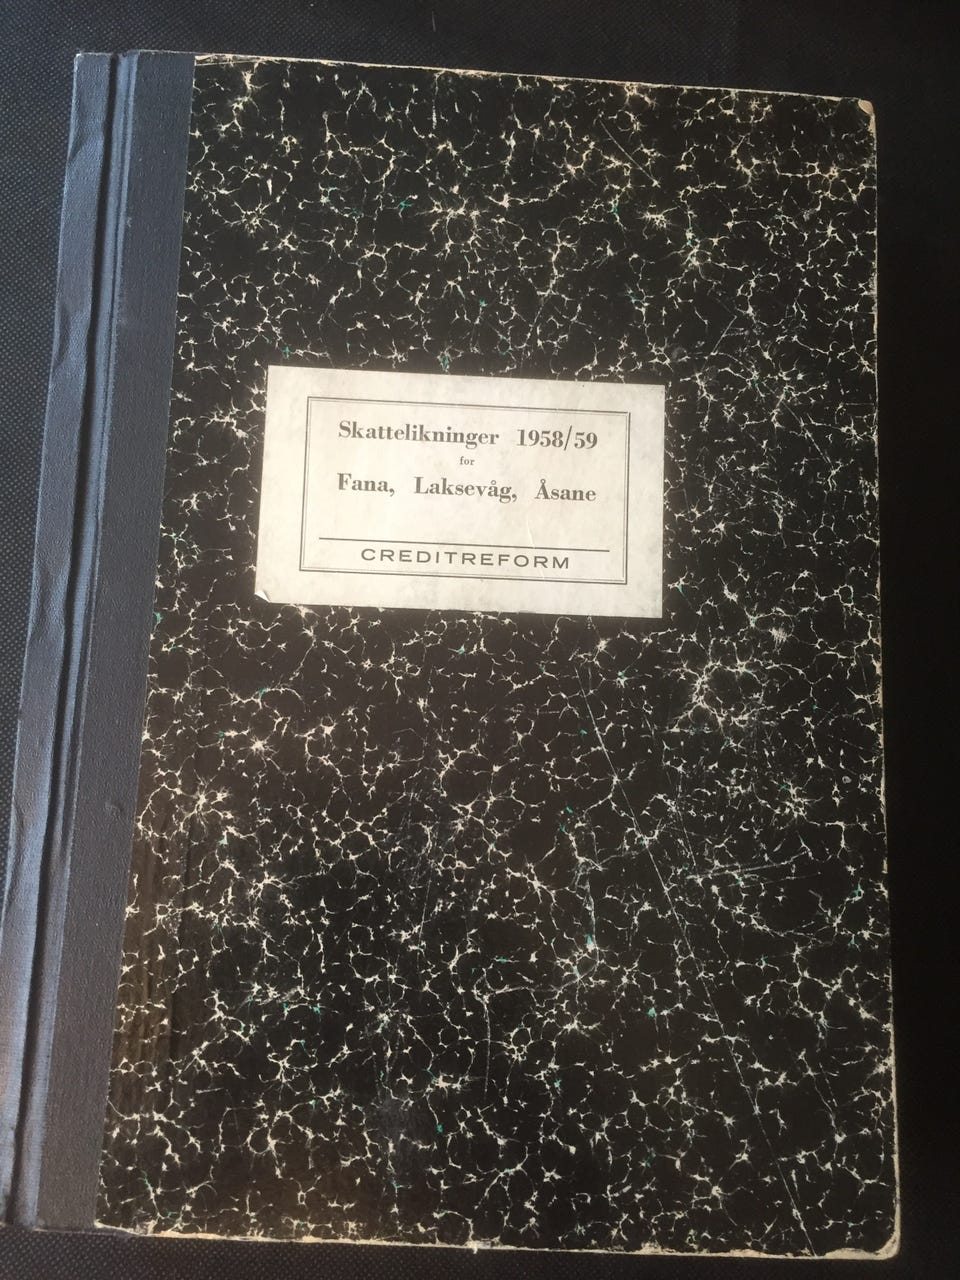 Skattelikninger 1958/59
for
Fana, Laksevåg, Åsane
CREDITREFORM